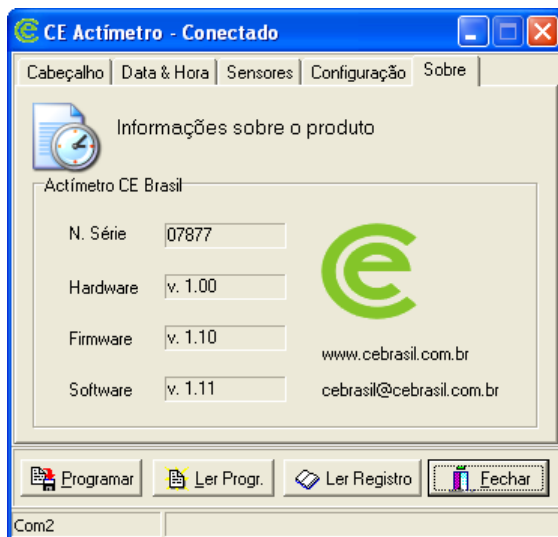 CE Actímetro - Conectado
Cabeçalho Data & Hora Sensores Configuração Sobre
Informações sobre o produto
Actímetro CE Brasil
N. Série 07877
Hardware v. 1.00
Firmware v. 1.10
www.cebrasil.com.br
Software v. 1.11 cebrasil@cebrasil.com.br
Programar Ler Progr. Ler Registro Fechar
Com2